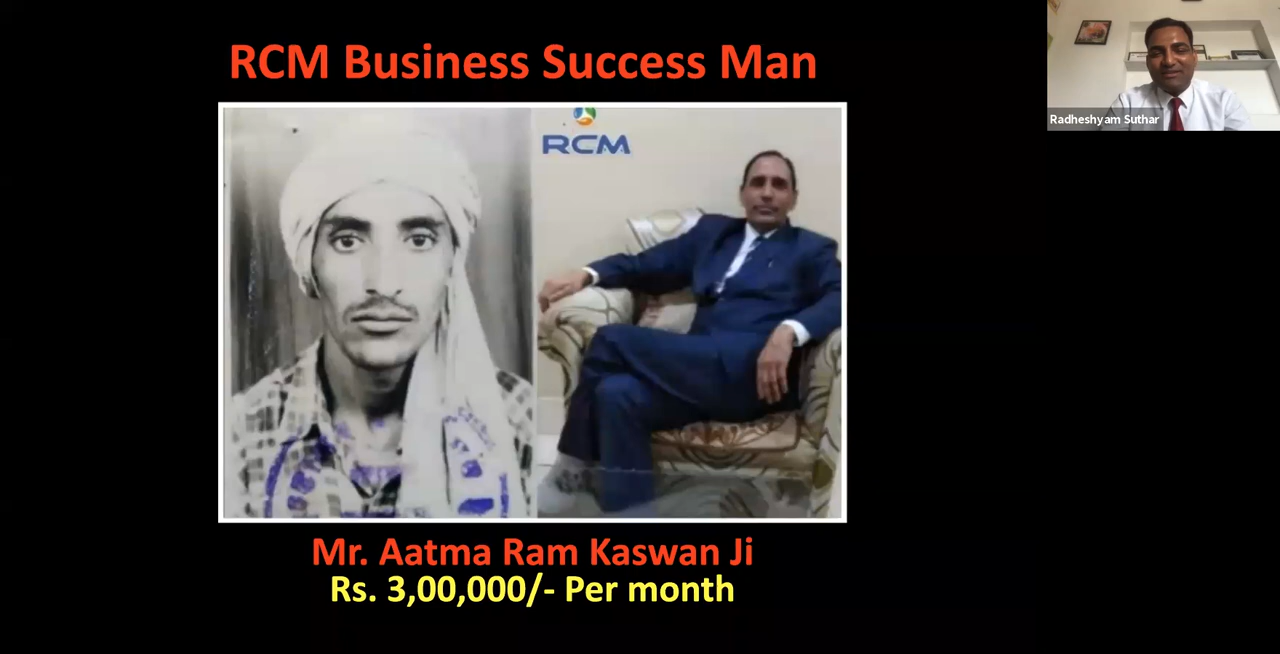 RCM Business Success Man
RCM
Mr. Aatma Ram Kaswan Ji
Rs. 3,00,000/- Per month
Radheshyam Suthar